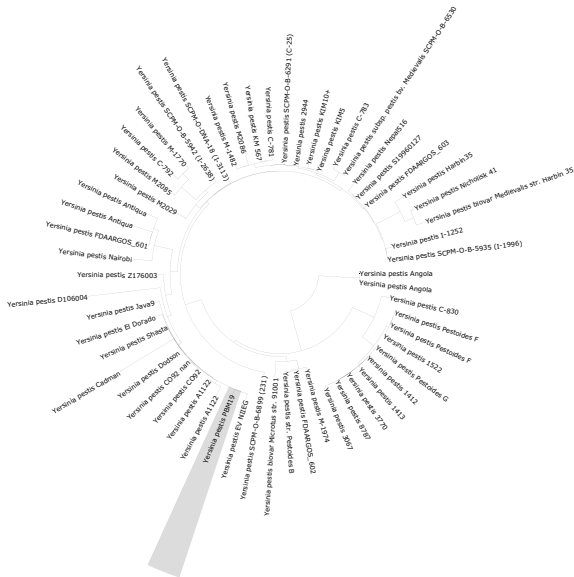 Yersinia pestis SCPM-O-B-6291 (C-25)
Yersinia pestis 2944
Yersinia pestis KIM10+
Yersinia pestis KIM5
Yersinia pestis C-783
Yersinia pestis subsp. pestis bv. Medievalis SCPM-O-B-6530
Yersinia pestis Nepal516
Yersinia pestis S19960127
Yersinia pestis FDAARGOS_603
Yersinia pestis Harbin35
Yersinia pestis Nicholisk 41
Yersinia pestis biovar Medievalis str. Harbin 35
Yersinia pestis I-1252
Yersinia pestis SCPM-O-B-5935 (I-1996)
Yersinia pestis Angola
Yersinia pestis Angola
Yersinia pestis C-830
Yersinia pestis Pestoides F
Yersinia pestis Pestoides F
Yersinia pestis 1522
Yersinia pestis Pestoides G
Yersinia pestis 1412
Yersinia pestis 1413
Yersinia pestis 3770
Yersinia pestis 8787
Yersinia pestis 3067
Yersinia pestis M-1974
Yersinia pestis FDAARGOS_602
Yersinia pestis str. Pestoides B
Yersinia pestis biovar Microtus str. 91001
Yersinia pestis SCPM-O-B-6899 (231)
Yersinia pestis EV NIIEG
Yersinia pestis PBM19
Yersinia pestis A1122
Yersinia pestis A1122
Yersinia pestis CO92
Yersinia pestis CO92 nan
Yersinia pestis Dodson
Yersinia pestis Cadman
Yersinia pestis Shasta
Yersinia pestis El Dorado
Yersinia pestis Java9
Yersinia pestis D106004
Yersinia pestis Z176003
Yersinia pestis Nairobi
Yersinia pestis FDAARGOS_601
Yersinia pestis Antiqua
Yersinia pestis Antiqua
Yersinia pestis M2029
Yersinia pestis M2085
Yersinia pestis C-792
Yersinia pestis M-1770
Yersinia pestis SCPM-O-B-5942 (I-2638)
Yersinia pestis SCPM-O-DNA-18 (I-3113)
Yersinia pestis M-1482
Yersinia pestis M2086
Yersinia pestis KM 567
Yersinia pestis C-781